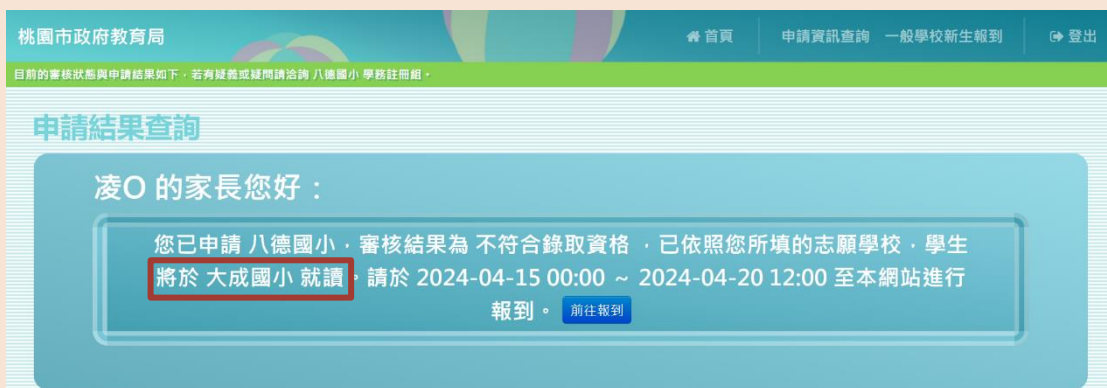 桃園市政府教育局
首頁 申請資訊查詢 一般學校新生報到 登出
目前的審核狀態與申請結果如下，若有疑義或疑問請洽詢 八德國小 學務註冊組。
申請結果查詢
凌O 的家長您好：
您已申請 八德國小，審核結果為 不符合錄取資格 ，已依照您所填的志願學校，學生
將於 大成國小 就讀。請於 2024-04-15 00:00 ~ 2024-04-20 12:00 至本網站進行
報到。 前往報到